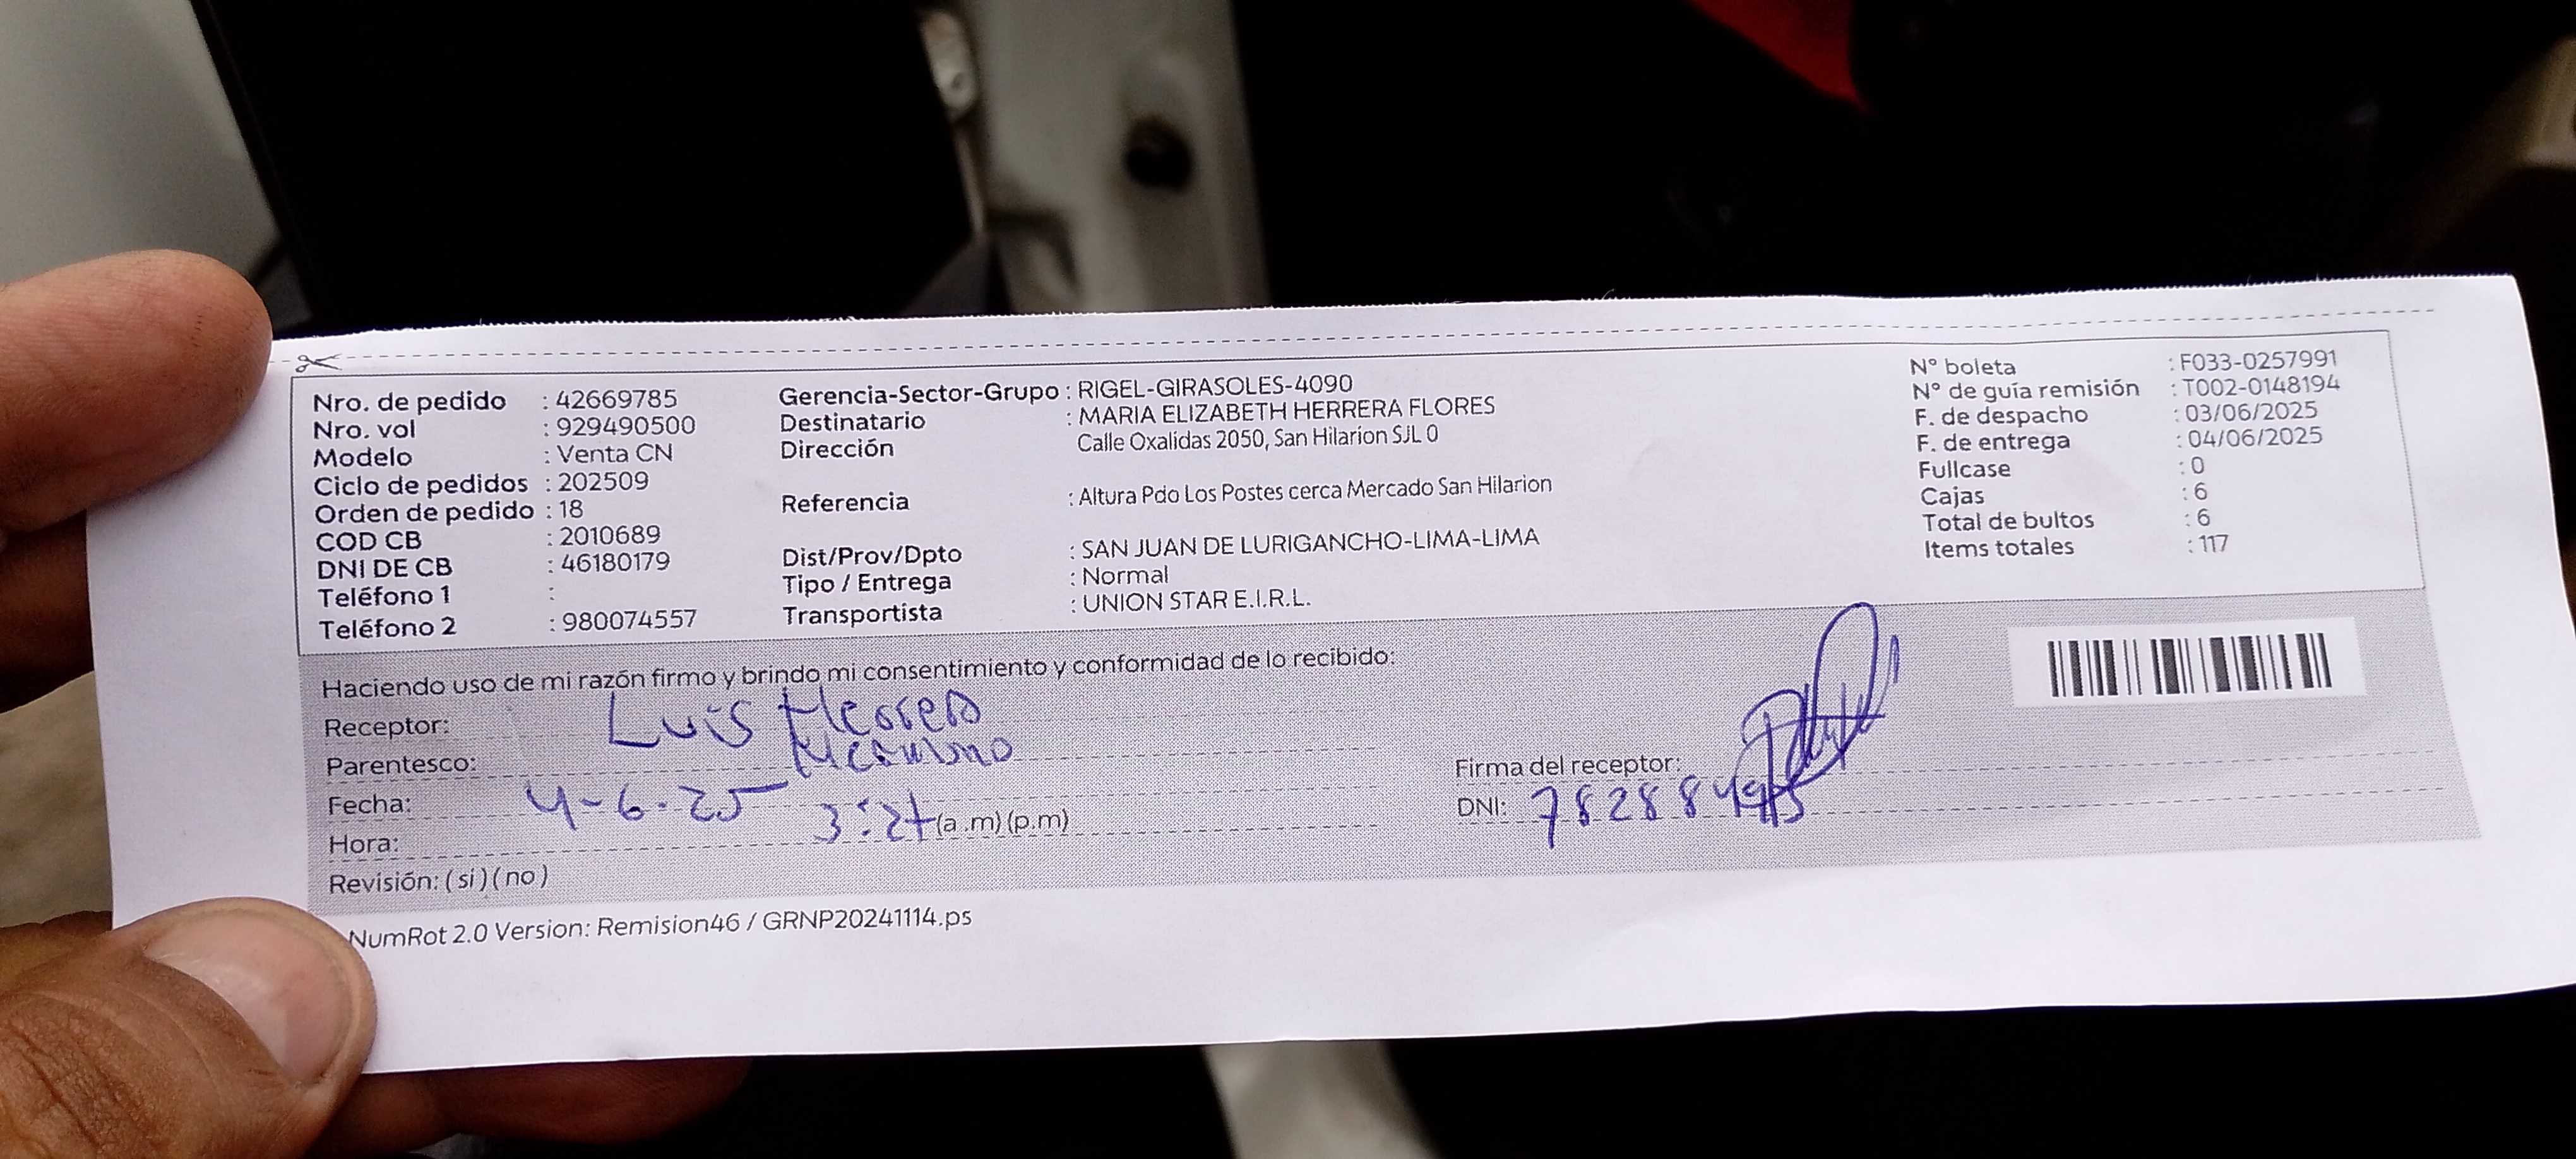 Nro. de pedido : 42669785
Nro. vol : 929490500
Modelo : Venta CN
Ciclo de pedidos : 202509
Orden de pedido : 18
COD CB : 2010689
DNI DE CB : 46180179
Teléfono 1 :
Teléfono 2 : 980074557
Gerencia-Sector-Grupo : RIGEL-GIRASOLES-4090
Destinatario : MARIA ELIZABETH HERRERA FLORES
Dirección Calle Oxalidas 2050, San Hilarion SJL 0
Referencia : Altura Pdo Los Postes cerca Mercado San Hilarion
Dist/Prov/Dpto : SAN JUAN DE LURIGANCHO-LIMA-LIMA
Tipo / Entrega : Normal
Transportista : UNION STAR E.I.R.L.
N° boleta : F033-0257991
N° de guía remisión : T002-0148194
F. de despacho : 03/06/2025
F. de entrega : 04/06/2025
Fullcase : 0
Cajas : 6
Total de bultos : 6
Items totales : 117
Haciendo uso de mi razón firmo y brindo mi consentimiento y conformidad de lo recibido:
Receptor: Luis Herrera
Parentesco:
Fecha: 4-6-25
Hora: 3:27 (a .m) (p.m)
Revisión: ( si ) ( no )
Firma del receptor:
DNI:
NumRot 2.0 Version: Remision46 / GRNP20241114.ps